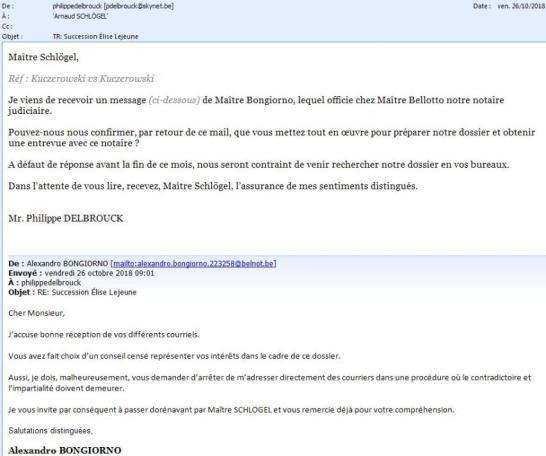 De : philippedelbrouck [pdelbrouck@skynet.be] Date : ven. 26/10/2018
À : 'Arnaud SCHLÖGEL'
Cc :
Objet : TR: Succession Élise Lejeune
Maître Schlögel,
Réf : Kuczerowski vs Kuczerowski
Je viens de recevoir un message (ci-dessous) de Maître Bongiorno, lequel officie chez Maître Bellotto notre notaire
judiciaire.
Pouvez-nous nous confirmer, par retour de ce mail, que vous mettez tout en œuvre pour préparer notre dossier et obtenir
une entrevue avec ce notaire ?
A défaut de réponse avant la fin de ce mois, nous seront contraint de venir rechercher notre dossier en vos bureaux.
Dans l'attente de vous lire, recevez, Maître Schlögel, l'assurance de mes sentiments distingués.
Mr. Philippe DELBROUCK
De : Alexandro BONGIORNO [mailto:alexandro.bongiorno.223258@belnot.be]
Envoyé : vendredi 26 octobre 2018 09:01
À : philippedelbrouck
Objet : RE: Succession Élise Lejeune
Cher Monsieur,
J'accuse bonne réception de vos différents courriels.
Vous avez fait choix d'un conseil censé représenter vos intérêts dans le cadre de ce dossier.
Aussi, je dois, malheureusement, vous demander d'arrêter de m'adresser directement des courriers dans une procédure où le contradictoire et
l'impartialité doivent demeurer.
Je vous invite par conséquent à passer dorénavant par Maître SCHLOGEL et vous remercie déjà pour votre compréhension.
Salutations distinguées,
Alexandro BONGIORNO